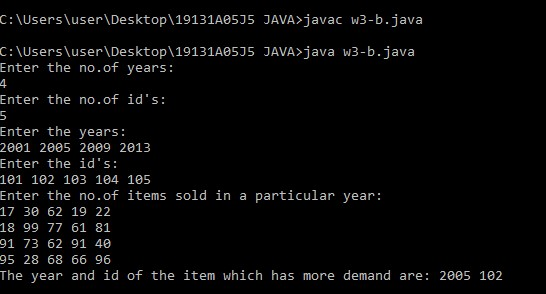 C:\Users\user\Desktop\19131A05J5 JAVA>javac w3-b.java
C:\Users\user\Desktop\19131A05J5 JAVA>java w3-b.java
Enter the no.of years:
4
Enter the no.of id's:
5
Enter the years:
2001 2005 2009 2013
Enter the id's:
101 102 103 104 105
Enter the no.of items sold in a particular year:
17 30 62 19 22
18 99 77 61 81
91 73 62 91 40
95 28 68 66 96
The year and id of the item which has more demand are: 2005 102